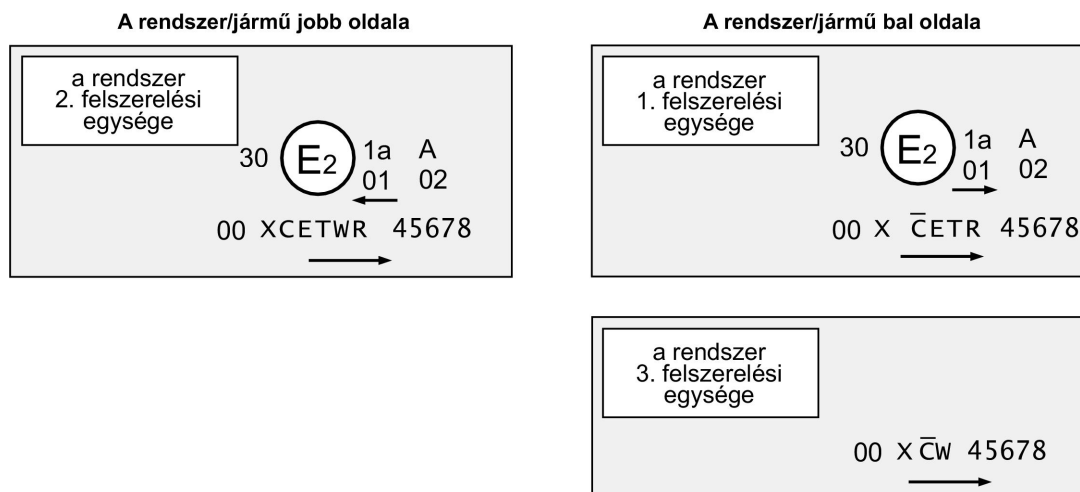 A rendszer/jármű jobb oldala
a rendszer
2. felszerelési
egysége
30 E2 1a A
01 02
00 XCETWR 45678
A rendszer/jármű bal oldala
a rendszer
1. felszerelési
egysége
30 E2 1a A
01 02
00 X C̅ETR 45678
a rendszer
3. felszerelési
egysége
00 X C̅W 45678